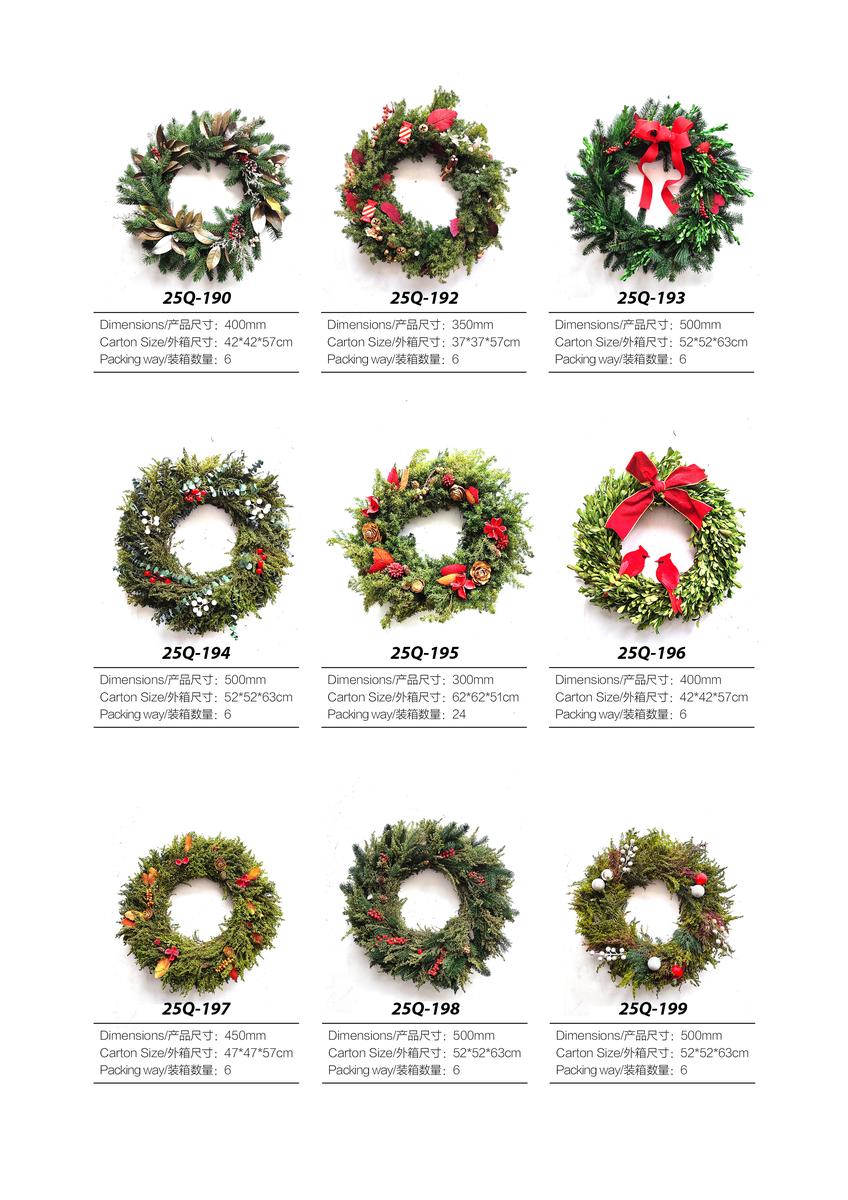 25Q-190
Dimensions/产品尺寸：400mm
Carton Size/外箱尺寸：42*42*57cm
Packing way/装箱数量：6
25Q-192
Dimensions/产品尺寸：350mm
Carton Size/外箱尺寸：37*37*57cm
Packing way/装箱数量：6
25Q-193
Dimensions/产品尺寸：500mm
Carton Size/外箱尺寸：52*52*63cm
Packing way/装箱数量：6
25Q-194
Dimensions/产品尺寸：500mm
Carton Size/外箱尺寸：52*52*63cm
Packing way/装箱数量：6
25Q-195
Dimensions/产品尺寸：300mm
Carton Size/外箱尺寸：62*62*51cm
Packing way/装箱数量：24
25Q-196
Dimensions/产品尺寸：400mm
Carton Size/外箱尺寸：42*42*57cm
Packing way/装箱数量：6
25Q-197
Dimensions/产品尺寸：450mm
Carton Size/外箱尺寸：47*47*57cm
Packing way/装箱数量：6
25Q-198
Dimensions/产品尺寸：500mm
Carton Size/外箱尺寸：52*52*63cm
Packing way/装箱数量：6
25Q-199
Dimensions/产品尺寸：500mm
Carton Size/外箱尺寸：52*52*63cm
Packing way/装箱数量：6